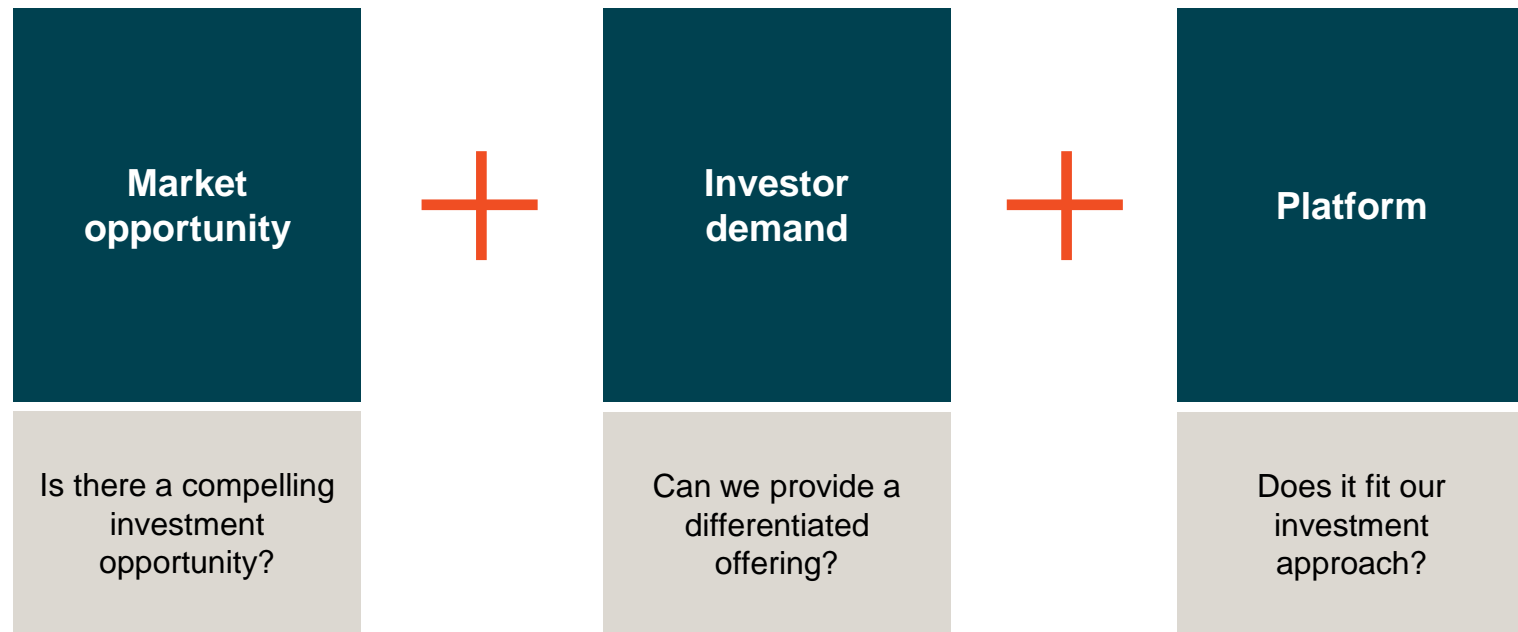 Market
opportunity
Investor
demand
Platform
Is there a compelling
investment
opportunity?
Can we provide a
differentiated
offering?
Does it fit our
investment
approach?